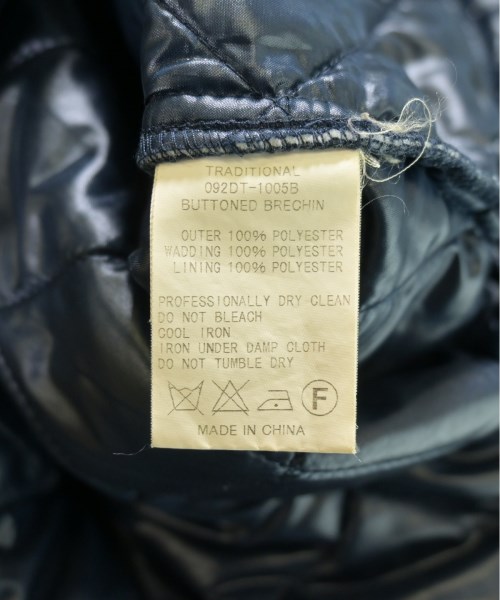 TRADITIONAL
092DT-1005B
BUTTONED BRECHIN
OUTER 100% POLYESTER
WADDING 100% POLYESTER
LINING 100% POLYESTER
PROFESSIONALLY DRY CLEAN
DO NOT BLEACH
COOL IRON
IRON UNDER DAMP CLOTH
DO NOT TUMBLE DRY
F
MADE IN CHINA